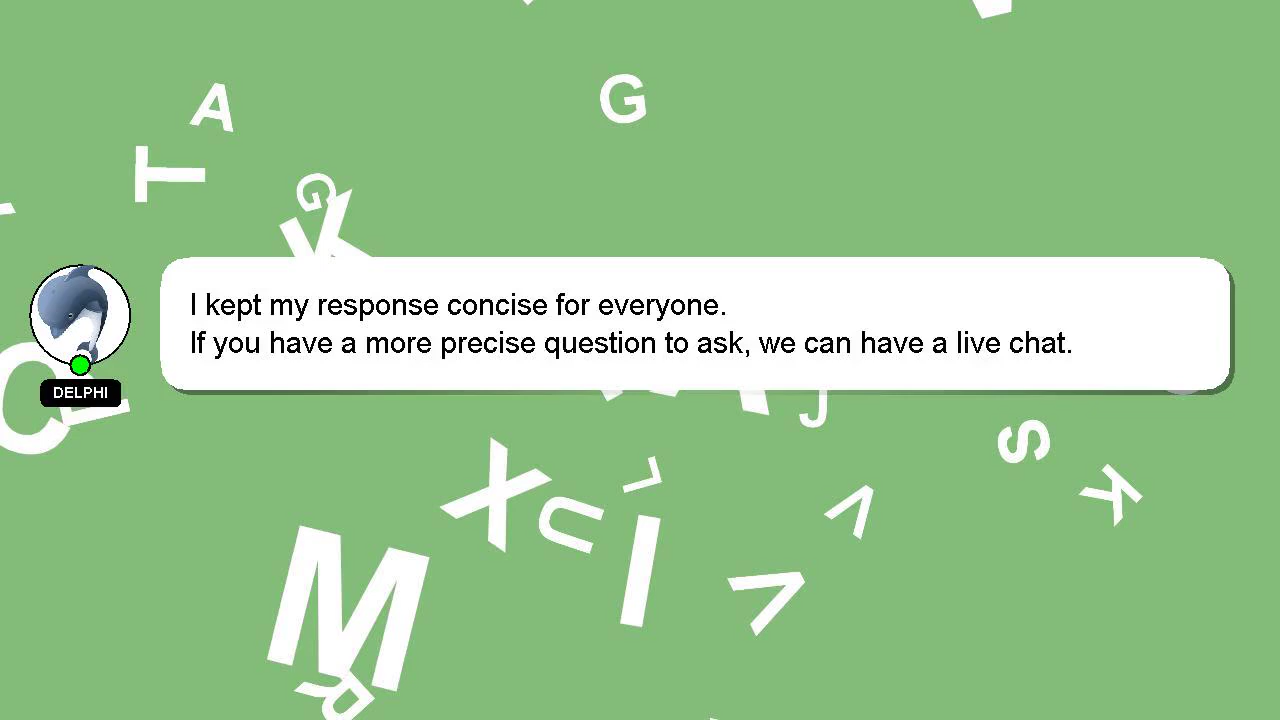 A
G
T
G
K
I kept my response concise for everyone.
If you have a more precise question to ask, we can have a live chat.
DELPHI
C
J
S
X
L
K
U
V
I
V
M
R